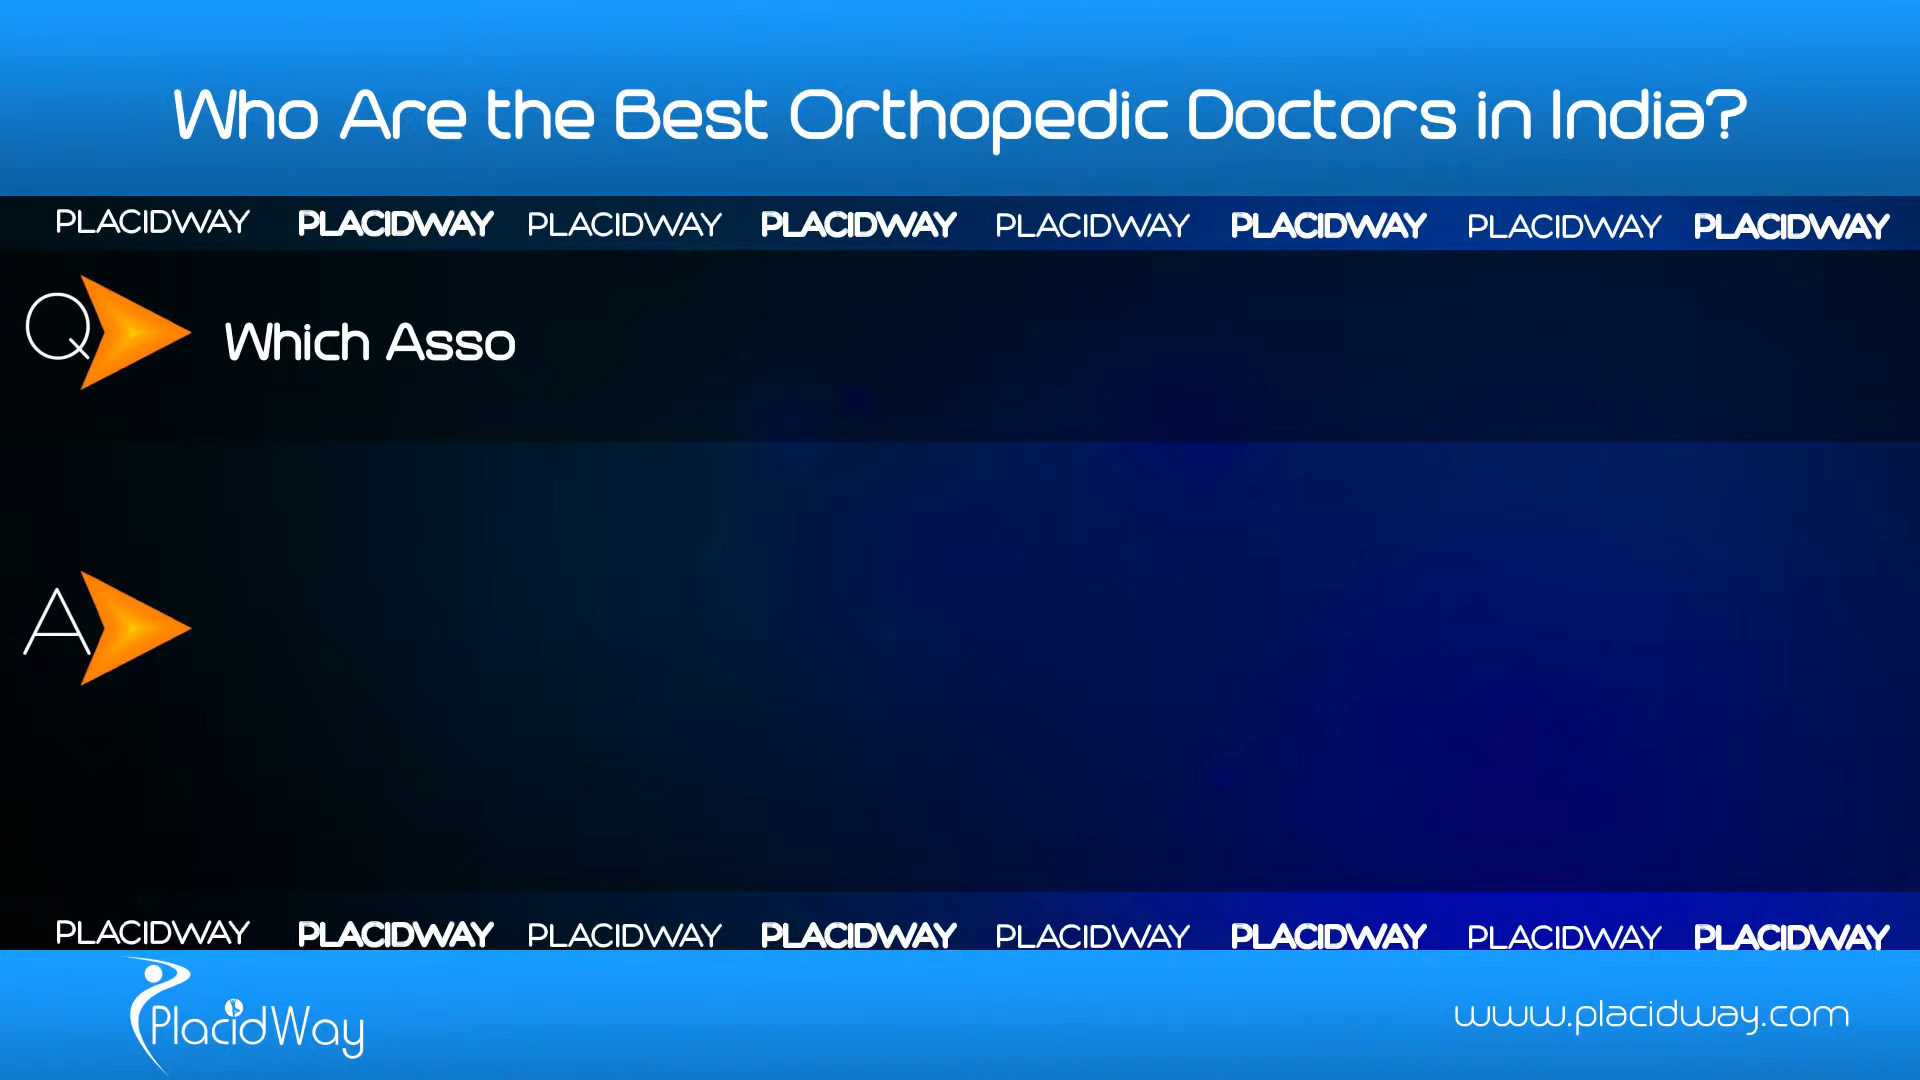 Who Are the Best Orthopedic Doctors in India?
PLACIDWAY PLACIDWAY PLACIDWAY PLACIDWAY PLACIDWAY PLACIDWAY PLACIDWAY PLACIDWAY
Q Which Asso
A
PLACIDWAY PLACIDWAY PLACIDWAY PLACIDWAY PLACIDWAY PLACIDWAY PLACIDWAY PLACIDWAY
PlacidWay www.placidway.com